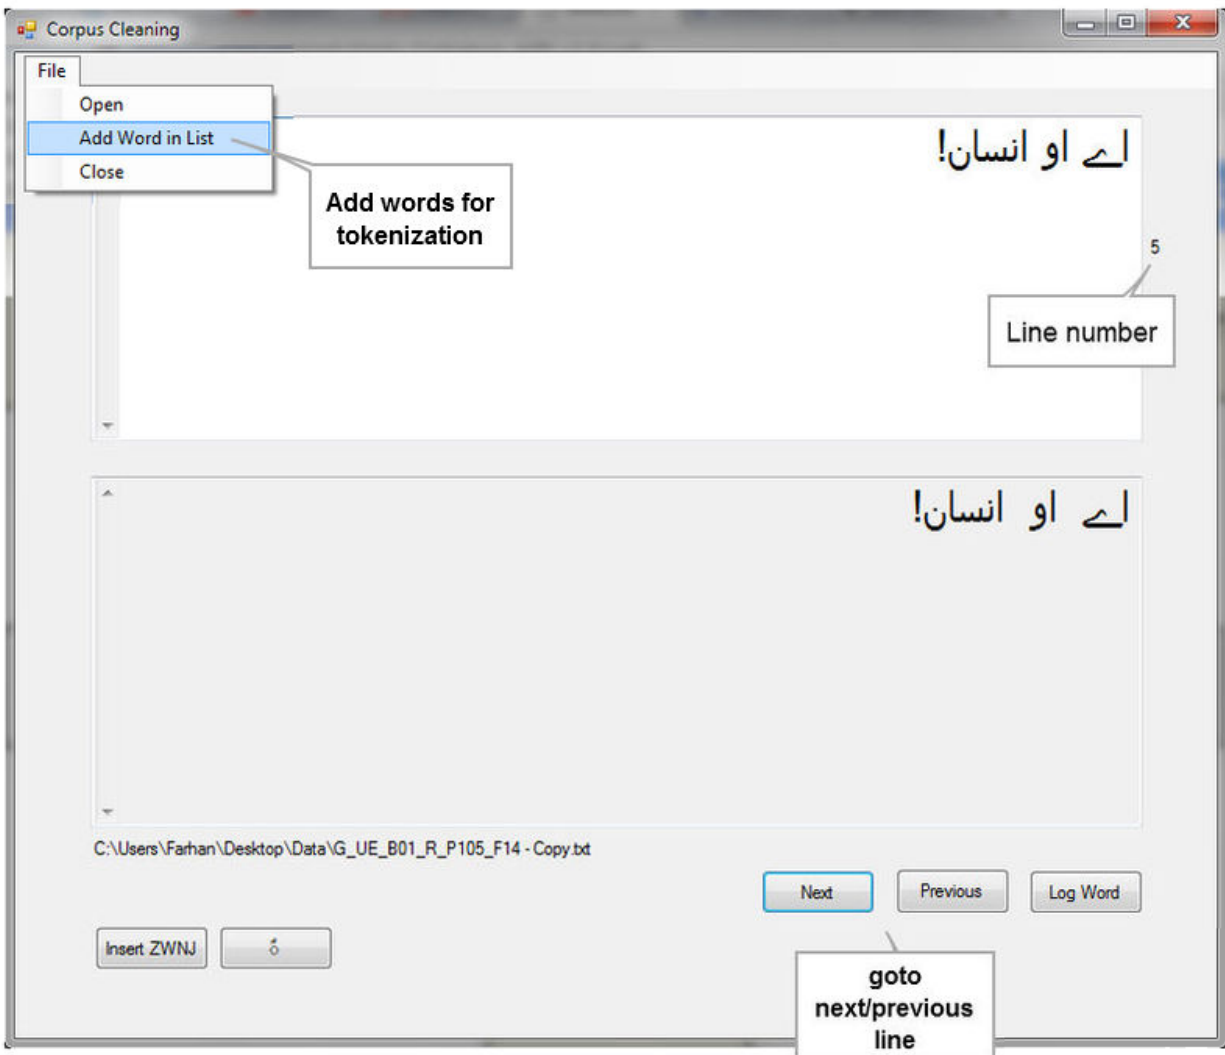 Corpus Cleaning
File
Open
Add Word in List
Close
Add words for
tokenization
اے او انسان!
5
Line number
اے او انسان!
C:\Users\Farhan\Desktop\Data\G_UE_B01_R_P105_F14 - Copy.txt
Next
Previous
Log Word
Insert ZWNJ
goto
next/previous
line